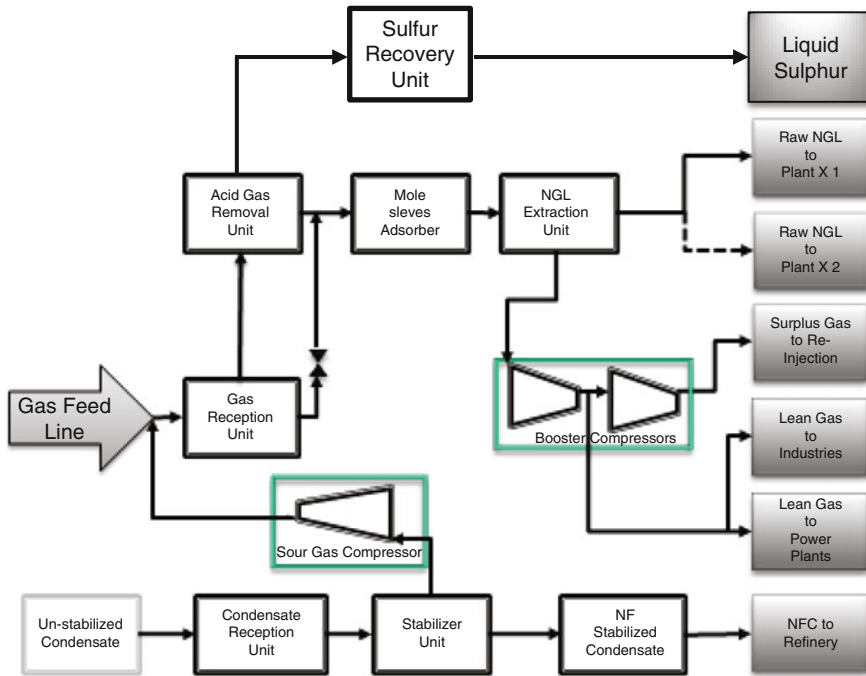 Sulfur
Recovery
Unit
Liquid
Sulphur
Acid Gas
Removal
Unit
Mole
sleves
Adsorber
NGL
Extraction
Unit
Raw NGL
to
Plant X 1
Raw NGL
to
Plant X 2
Surplus Gas
to Re-
Injection
Gas Feed
Line
Gas
Reception
Unit
Booster Compressors
Lean Gas
to
Industries
Sour Gas Compressor
Lean Gas
to
Power
Plants
Un-stabilized
Condensate
Condensate
Reception
Unit
Stabilizer
Unit
NF
Stabilized
Condensate
NFC to
Refinery